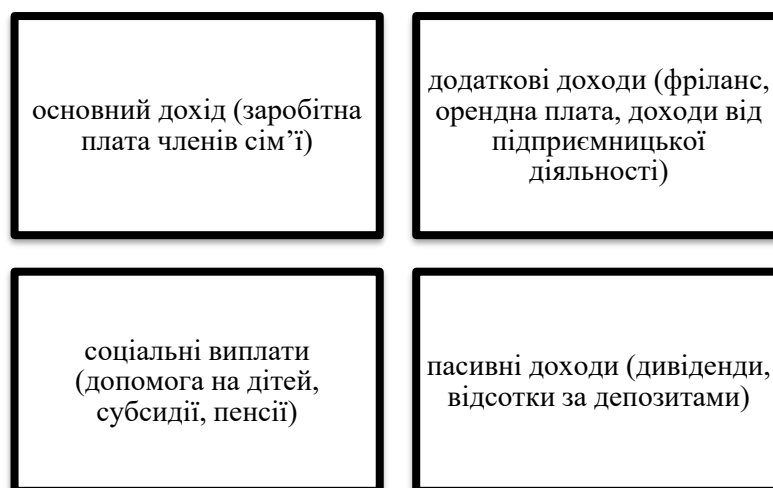 основний дохід (заробітна
плата членів сім’ї)
додаткові доходи (фріланс,
орендна плата, доходи від
підприємницької
діяльності)
соціальні виплати
(допомога на дітей,
субсидії, пенсії)
пасивні доходи (дивіденди,
відсотки за депозитами)